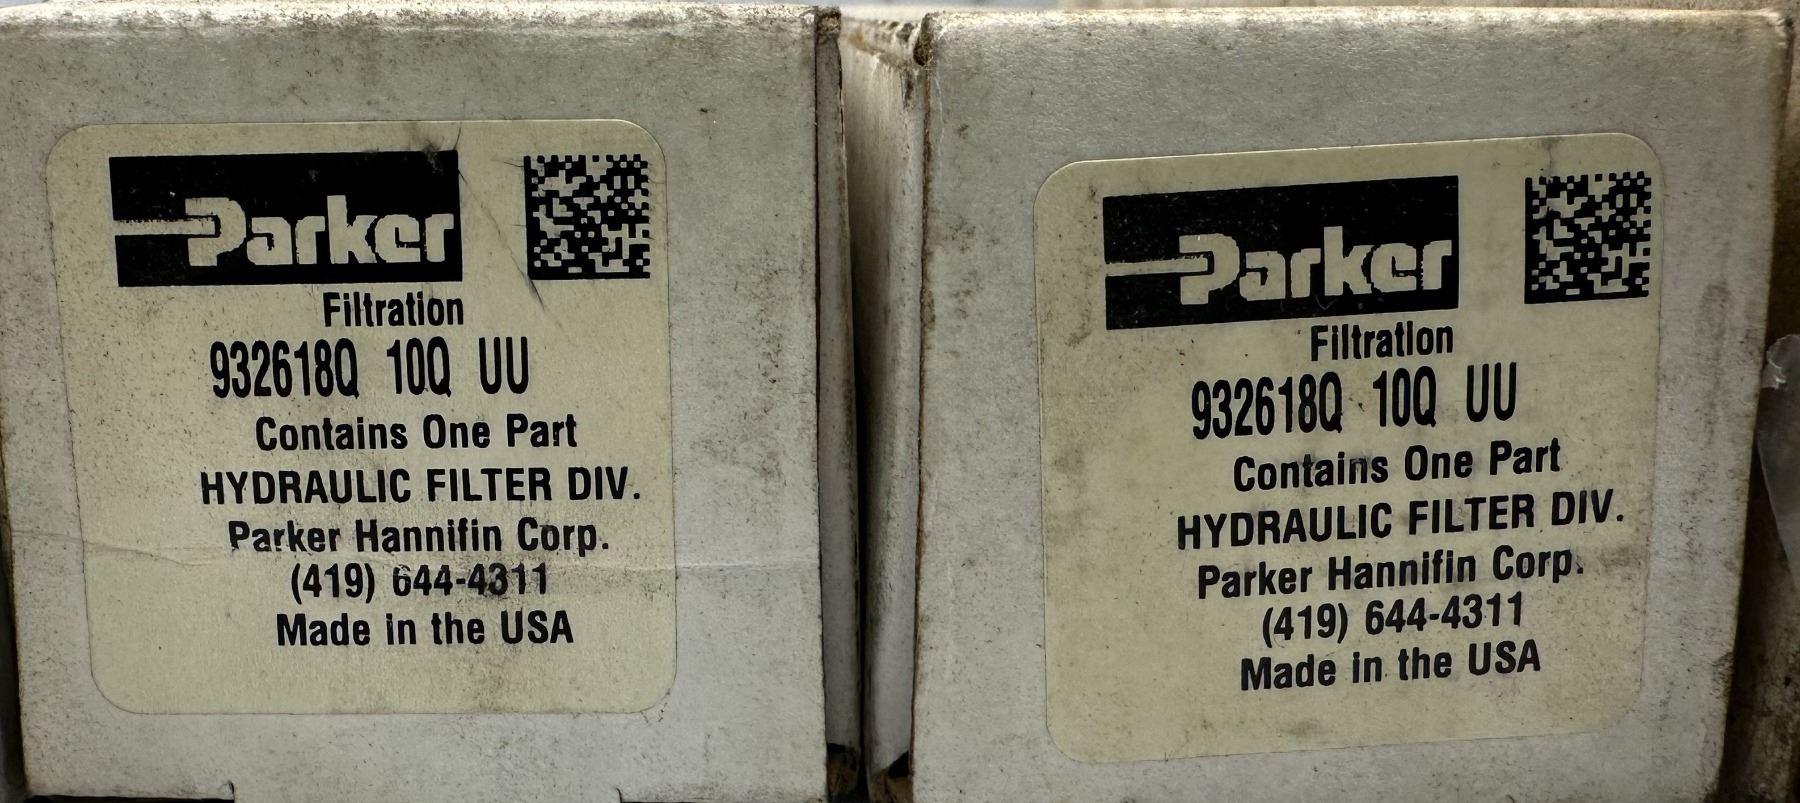 Parker
Filtration
932618Q 10Q UU
Contains One Part
HYDRAULIC FILTER DIV.
Parker Hannifin Corp.
(419) 644-4311
Made in the USA
Parker
Filtration
932618Q 10Q UU
Contains One Part
HYDRAULIC FILTER DIV.
Parker Hannifin Corp.
(419) 644-4311
Made in the USA